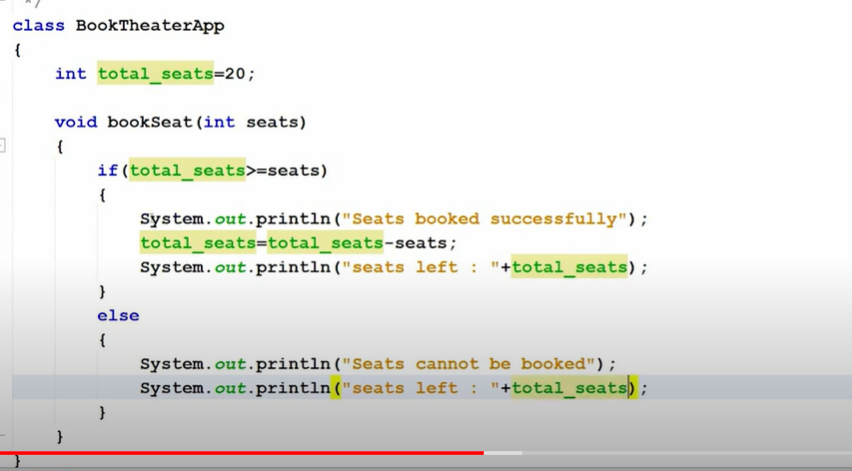 */
class BookTheaterApp
{
int total_seats=20;
void bookSeat(int seats)
{
if(total_seats>=seats)
{
System.out.println("Seats booked successfully");
total_seats=total_seats-seats;
System.out.println("seats left : "+total_seats);
}
else
{
System.out.println("Seats cannot be booked");
System.out.println("seats left : "+total_seats);
}
}
}